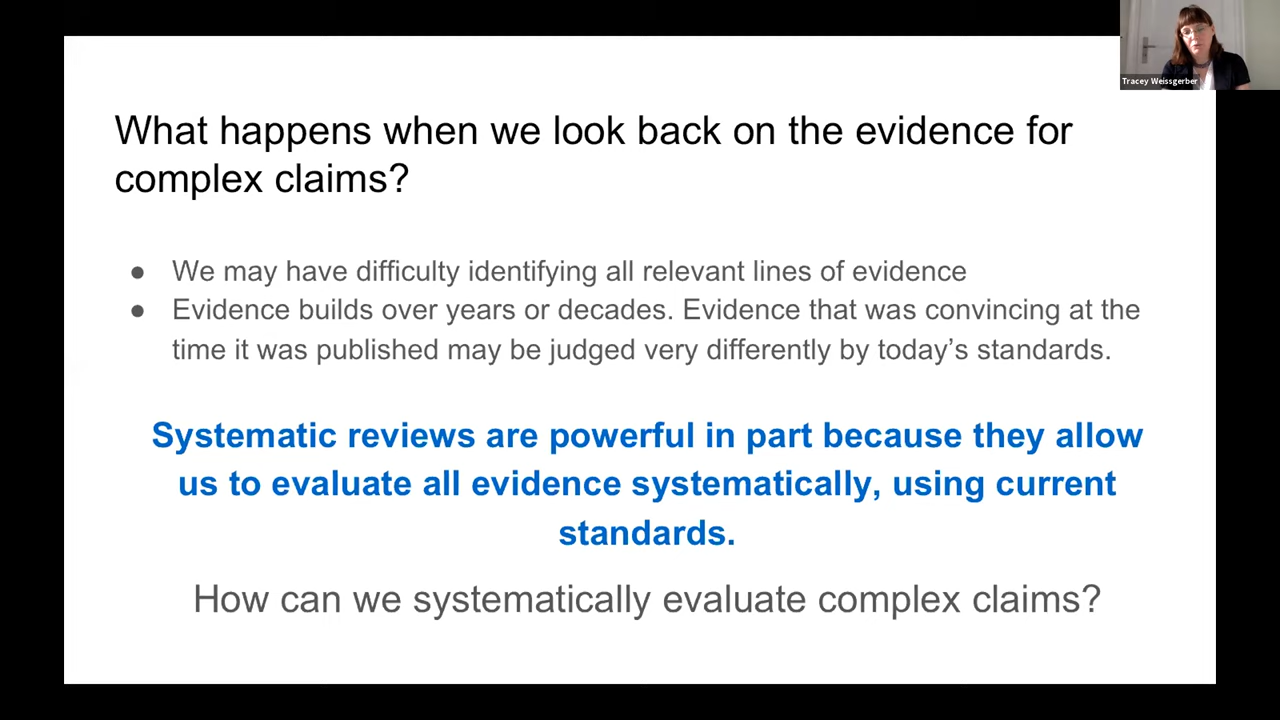 Tracey Weissgerber
What happens when we look back on the evidence for
complex claims?
● We may have difficulty identifying all relevant lines of evidence
● Evidence builds over years or decades. Evidence that was convincing at the
time it was published may be judged very differently by today’s standards.
Systematic reviews are powerful in part because they allow
us to evaluate all evidence systematically, using current
standards.
How can we systematically evaluate complex claims?